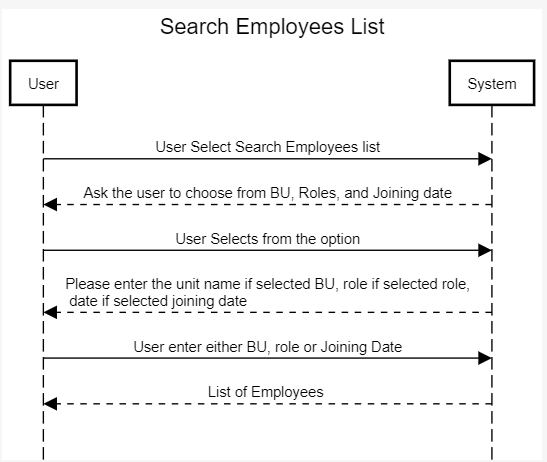 Search Employees List
User
System
User Select Search Employees list
Ask the user to choose from BU, Roles, and Joining date
User Selects from the option
Please enter the unit name if selected BU, role if selected role,
date if selected joining date
User enter either BU, role or Joining Date
List of Employees